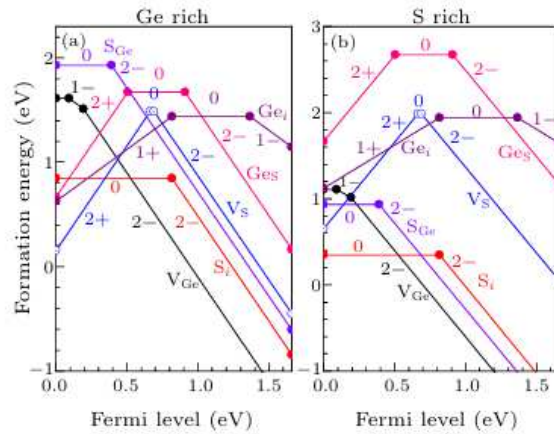 Ge rich
S rich
(a)
0
S_Ge
2−
0
1−
2+
0
Ge_i
1+
2−
1−
0
2−
Ge_S
2−
2+
2−
V_S
V_Ge
S_i
(b)
0
2+
2−
0
0
1−
1+
Ge_i
2+
2−
Ge_S
1−
V_S
0
2−
S_Ge
0
2−
2−
S_i
V_Ge
2
1
0
−1
3
2
1
0
−1
0.0
0.5
1.0
1.5
0.0
0.5
1.0
1.5
Formation energy (eV)
Fermi level (eV)
Fermi level (eV)